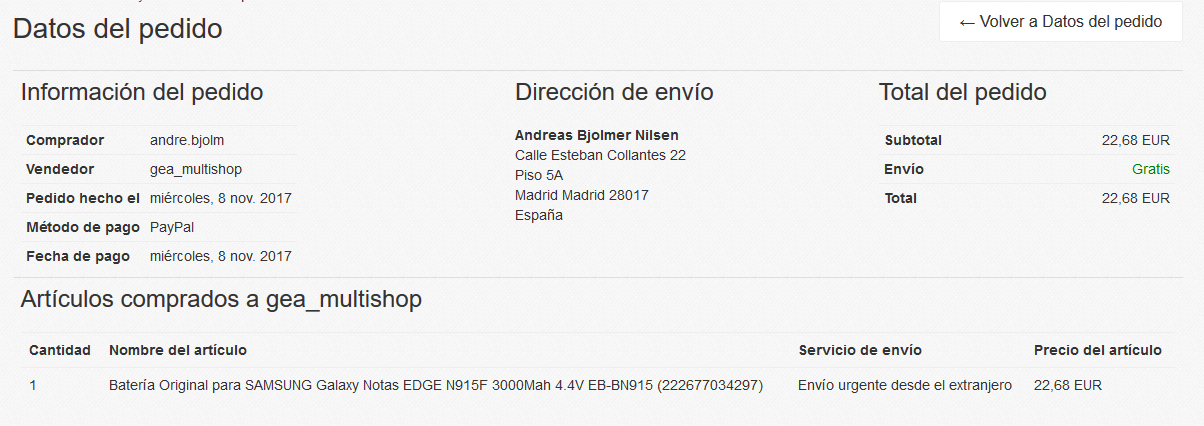 ← Volver a Datos del pedido
Datos del pedido
Información del pedido
Comprador andre.bjolm
Vendedor gea_multishop
Pedido hecho el miércoles, 8 nov. 2017
Método de pago PayPal
Fecha de pago miércoles, 8 nov. 2017
Dirección de envío
Andreas Bjolmer Nilsen
Calle Esteban Collantes 22
Piso 5A
Madrid Madrid 28017
España
Total del pedido
Subtotal 22,68 EUR
Envío Gratis
Total 22,68 EUR
Artículos comprados a gea_multishop
Cantidad Nombre del artículo Servicio de envío Precio del artículo
1 Batería Original para SAMSUNG Galaxy Notas EDGE N915F 3000Mah 4.4V EB-BN915 (222677034297) Envío urgente desde el extranjero 22,68 EUR